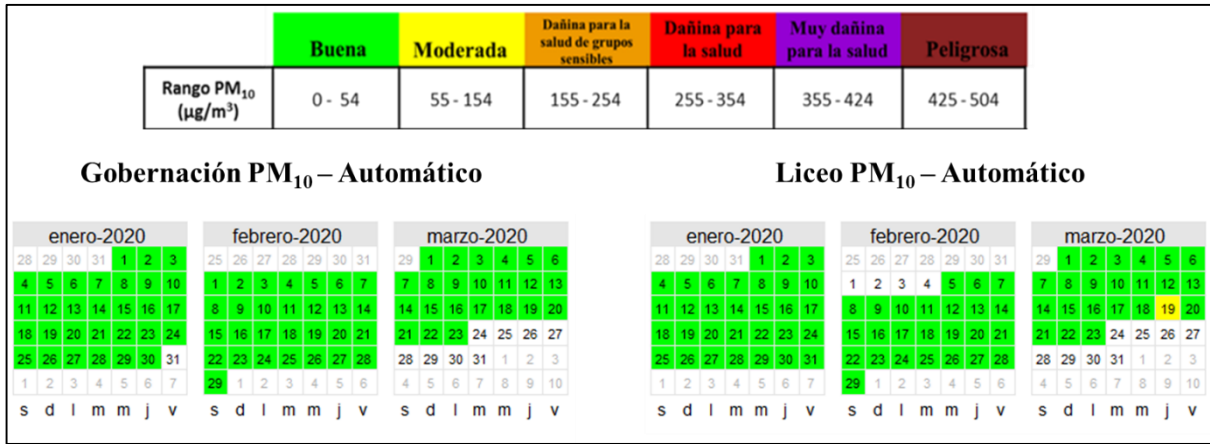 Buena Moderada Dañina para la salud de grupos sensibles Dañina para la salud Muy dañina para la salud Peligrosa
Rango PM₁₀ (µg/m³) 0 - 54 55 - 154 155 - 254 255 - 354 355 - 424 425 - 504
Gobernación PM₁₀ – Automático
enero-2020
28 29 30 31 1 2 3
4 5 6 7 8 9 10
11 12 13 14 15 16 17
18 19 20 21 22 23 24
25 26 27 28 29 30 31
1 2 3 4 5 6 7
s d l m m j v
febrero-2020
25 26 27 28 29 30 31
1 2 3 4 5 6 7
8 9 10 11 12 13 14
15 16 17 18 19 20 21
22 23 24 25 26 27 28
29 1 2 3 4 5 6
s d l m m j v
marzo-2020
29 1 2 3 4 5 6
7 8 9 10 11 12 13
14 15 16 17 18 19 20
21 22 23 24 25 26 27
28 29 30 31 1 2 3
4 5 6 7 8 9 10
s d l m m j v
Liceo PM₁₀ – Automático
enero-2020
28 29 30 31 1 2 3
4 5 6 7 8 9 10
11 12 13 14 15 16 17
18 19 20 21 22 23 24
25 26 27 28 29 30 31
1 2 3 4 5 6 7
s d l m m j v
febrero-2020
25 26 27 28 29 30 31
1 2 3 4 5 6 7
8 9 10 11 12 13 14
15 16 17 18 19 20 21
22 23 24 25 26 27 28
29 1 2 3 4 5 6
s d l m m j v
marzo-2020
29 1 2 3 4 5 6
7 8 9 10 11 12 13
14 15 16 17 18 19 20
21 22 23 24 25 26 27
28 29 30 31 1 2 3
4 5 6 7 8 9 10
s d l m m j v